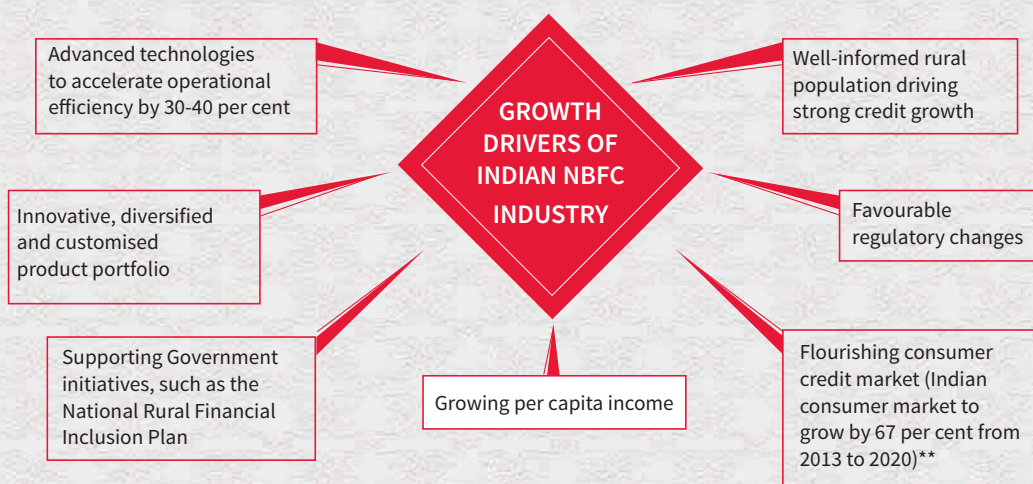 Advanced technologies
to accelerate operational
efficiency by 30-40 per cent
GROWTH
DRIVERS OF
INDIAN NBFC
INDUSTRY
Well-informed rural
population driving
strong credit growth
Innovative, diversified
and customised
product portfolio
Favourable
regulatory changes
Supporting Government
initiatives, such as the
National Rural Financial
Inclusion Plan
Growing per capita income
Flourishing consumer
credit market (Indian
consumer market to
grow by 67 per cent from
2013 to 2020)**